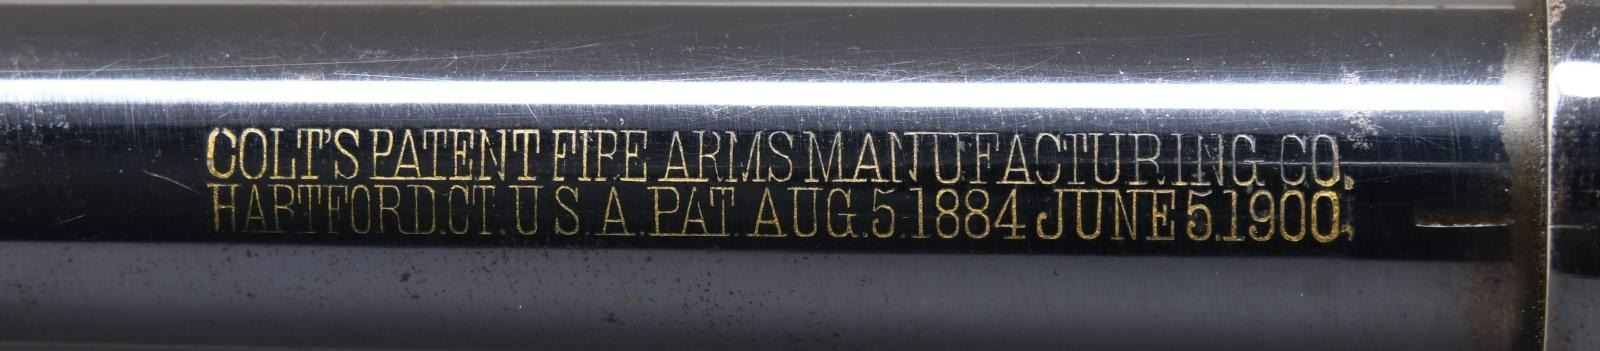 COLT'S PATENT FIRE ARMS MANUFACTURING CO.
HARTFORD.CT. U.S.A. PAT. AUG. 5.1884 JUNE 5.1900.